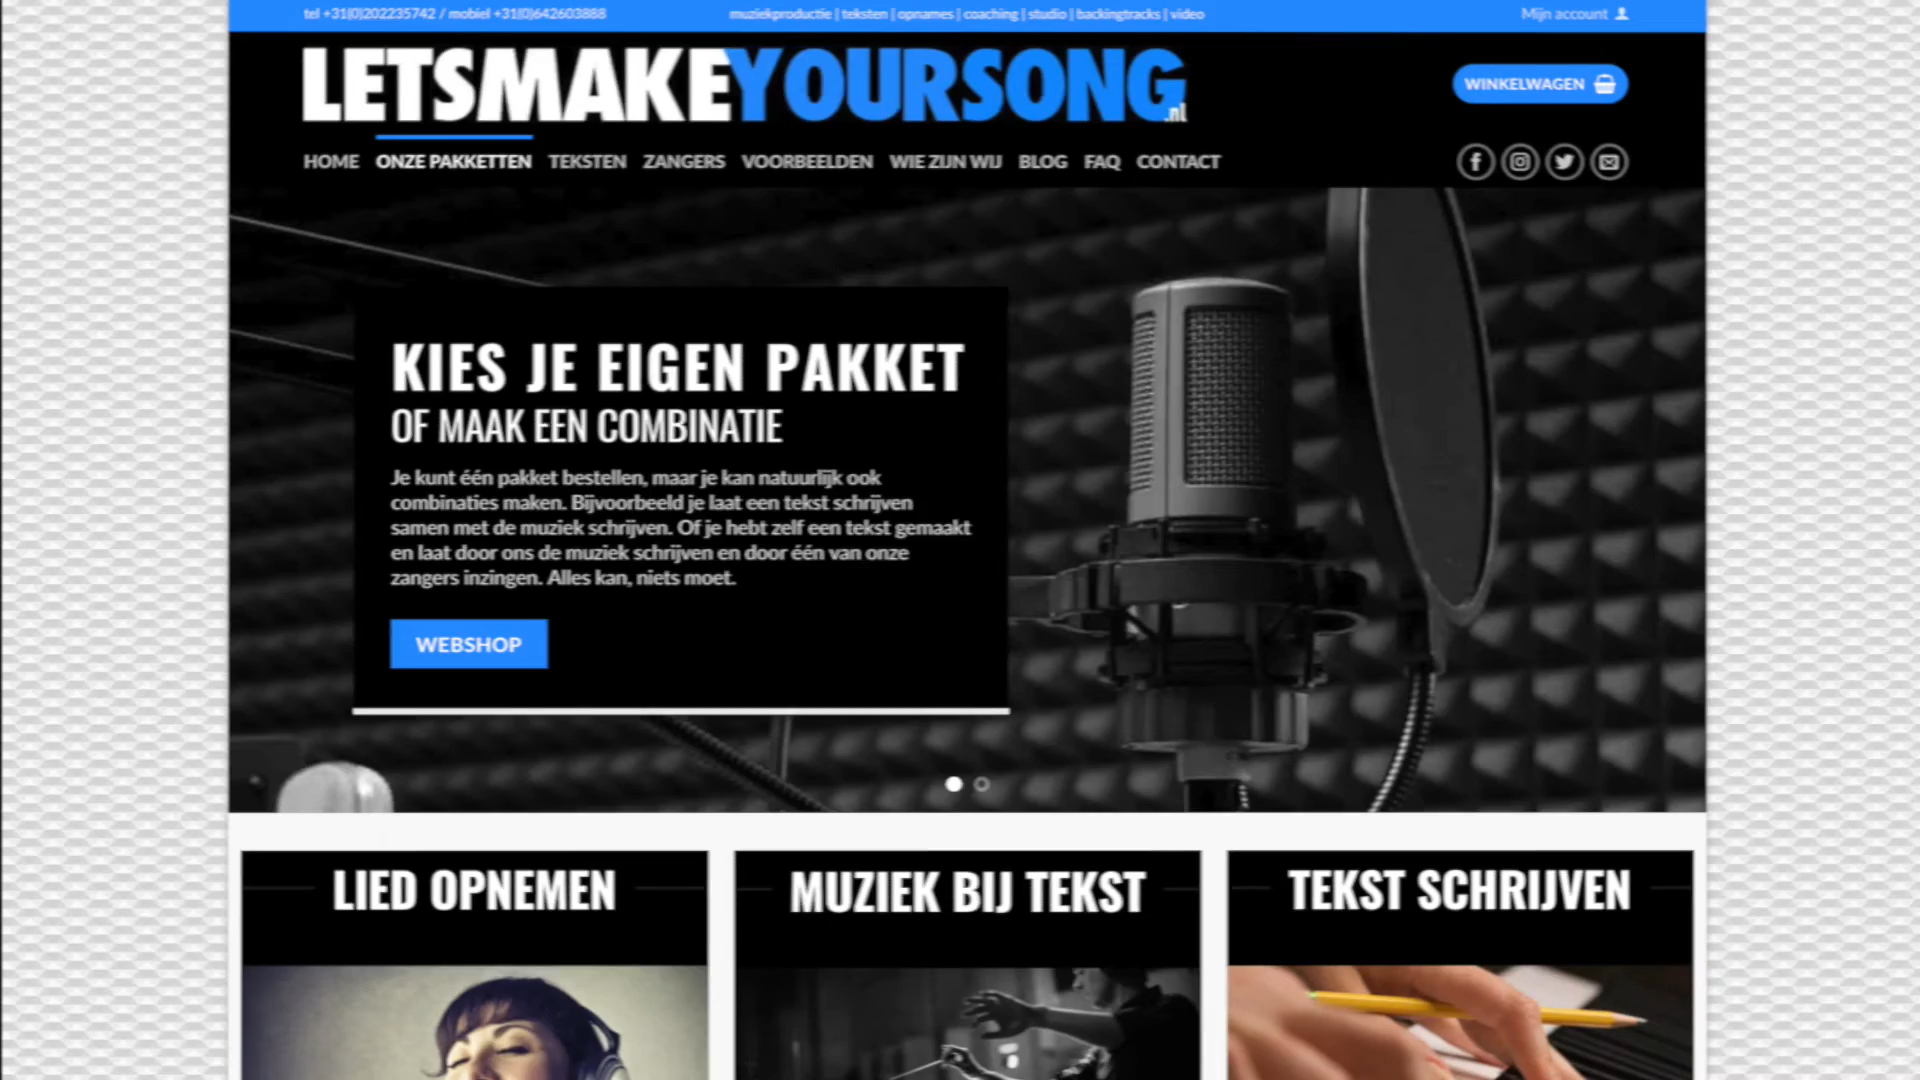 tel +31(0)202235742 / mobiel +31(0)642603888
muziekproductie | teksten | opnames | coaching | studio | backingtracks | video
Mijn account
LETSMAKEYOURSONG.nl
WINKELWAGEN
HOME ONZE PAKKETTEN TEKSTEN ZANGERS VOORBEELDEN WIE ZIJN WIJ BLOG FAQ CONTACT
KIES JE EIGEN PAKKET
OF MAAK EEN COMBINATIE
Je kunt één pakket bestellen, maar je kan natuurlijk ook
combinaties maken. Bijvoorbeeld je laat een tekst schrijven
samen met de muziek schrijven. Of je hebt zelf een tekst gemaakt
en laat door ons de muziek schrijven en door één van onze
zangers inzingen. Alles kan, niets moet.
WEBSHOP
LIED OPNEMEN
MUZIEK BIJ TEKST
TEKST SCHRIJVEN